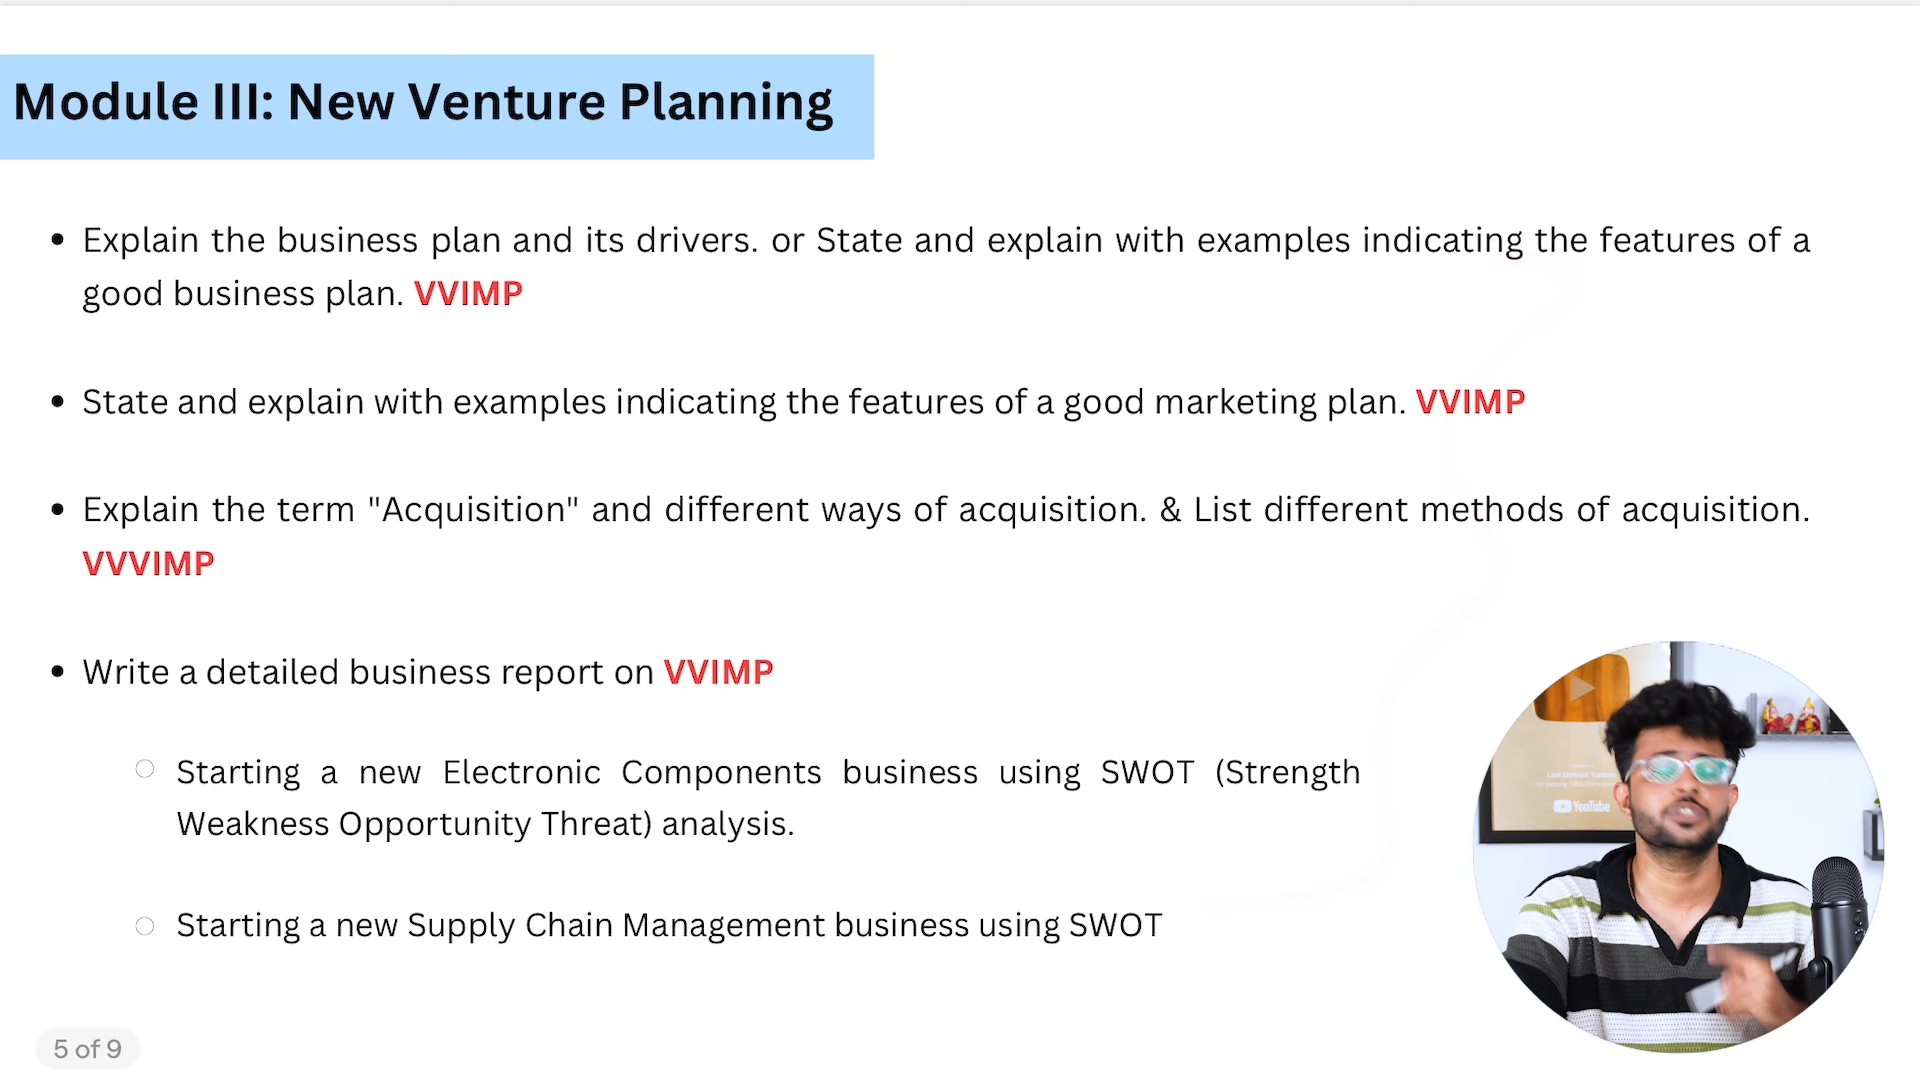 Module III: New Venture Planning
• Explain the business plan and its drivers. or State and explain with examples indicating the features of a
good business plan. VVIMP
• State and explain with examples indicating the features of a good marketing plan. VVIMP
• Explain the term "Acquisition" and different ways of acquisition. & List different methods of acquisition.
VVVIMP
• Write a detailed business report on VVIMP
○ Starting a new Electronic Components business using SWOT (Strength
Weakness Opportunity Threat) analysis.
○ Starting a new Supply Chain Management business using SWOT
Last Moment Tuitions
YouTube
5 of 9